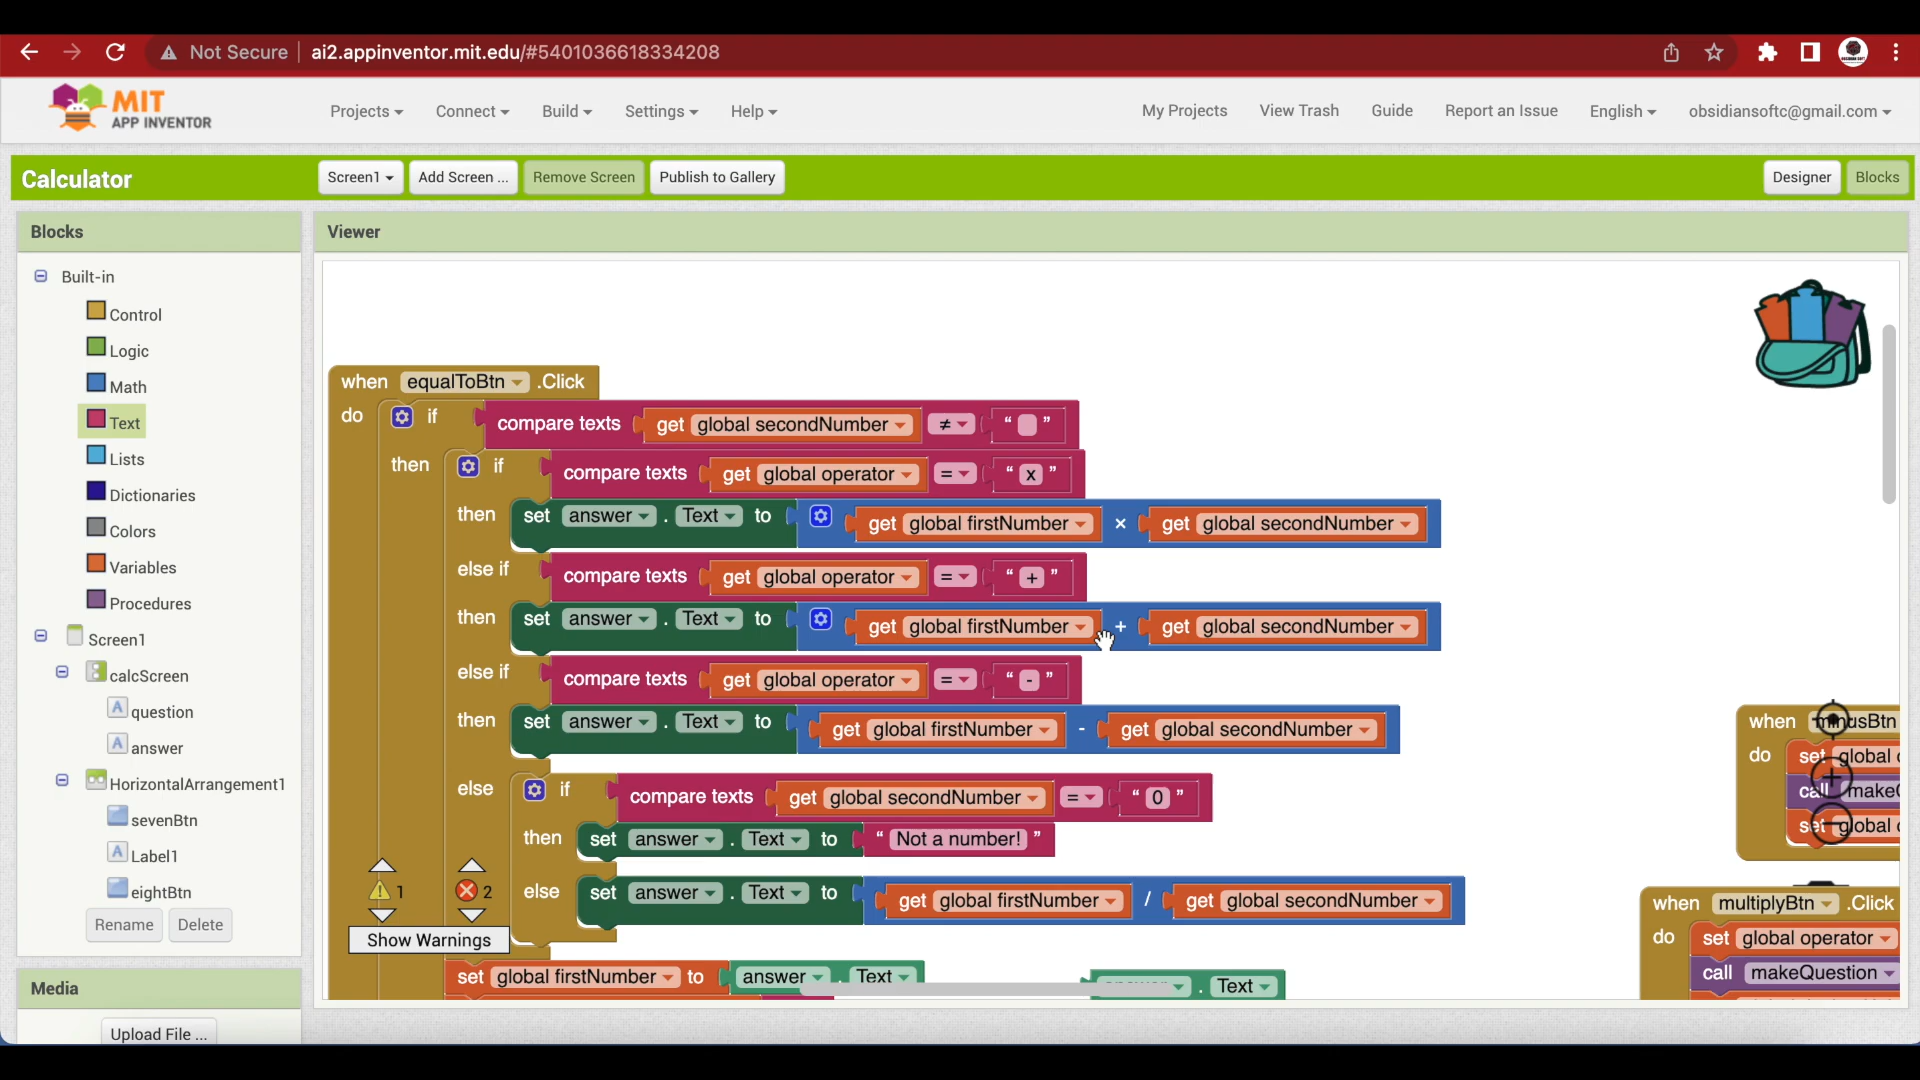 Not Secure | ai2.appinventor.mit.edu/#5401036618334208
MIT
APP INVENTOR
Projects Connect Build Settings Help My Projects View Trash Guide Report an Issue English obsidiansoftc@gmail.com
Calculator Screen1 Add Screen ... Remove Screen Publish to Gallery Designer Blocks
Blocks
Built-in
Control
Logic
Math
Text
Lists
Dictionaries
Colors
Variables
Procedures
Screen1
calcScreen
A question
A answer
HorizontalArrangement1
sevenBtn
A Label1
eightBtn
Rename Delete
Media
Upload File ...
Viewer
when equalToBtn .Click
do if compare texts get global secondNumber ≠ " "
then if compare texts get global operator = " x "
then set answer . Text to get global firstNumber × get global secondNumber
else if compare texts get global operator = " + "
then set answer . Text to get global firstNumber + get global secondNumber
else if compare texts get global operator = " - "
then set answer . Text to get global firstNumber - get global secondNumber
else if compare texts get global secondNumber = " 0 "
then set answer . Text to " Not a number! "
else set answer . Text to get global firstNumber / get global secondNumber
set global firstNumber to answer . Text
. Text
1 2
Show Warnings
when minusBtn
do set global
call
set global
when multiplyBtn .Click
do set global operator
call makeQuestion